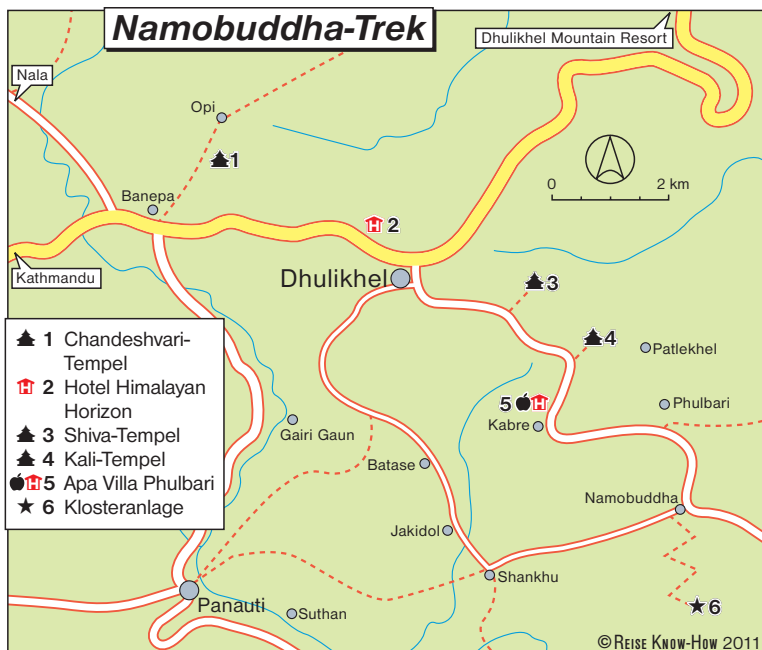 Namobuddha-Trek
Dhulikhel Mountain Resort
Nala
Opi
1
0 2 km
Banepa
2
Kathmandu
Dhulikhel
3
4
Patlekhel
1 Chandeshvari-
Tempel
2 Hotel Himalayan
Horizon
3 Shiva-Tempel
4 Kali-Tempel
5 Apa Villa Phulbari
6 Klosteranlage
5
Phulbari
Kabre
Gairi Gaun
Batase
Namobuddha
Jakidol
Shankhu
Panauti
Suthan
6
© REISE KNOW-HOW 2011